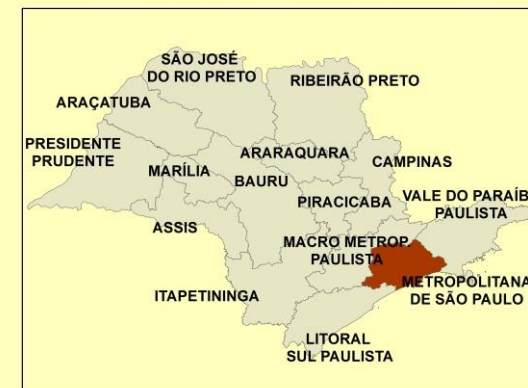 SÃO JOSÉ
DO RIO PRETO
RIBEIRÃO PRETO
ARAÇATUBA
PRESIDENTE
PRUDENTE
ARARAQUARA
CAMPINAS
MARÍLIA
BAURU
PIRACICABA
VALE DO PARAÍB
PAULISTA
ASSIS
MACRO METROP.
PAULISTA
METROPOLITANA
DE SÃO PAULO
ITAPETININGA
LITORAL
SUL PAULISTA